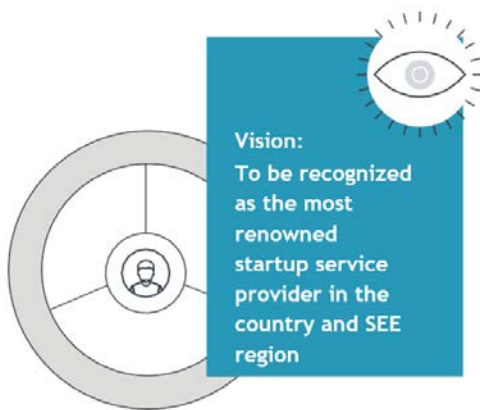 Vision:
To be recognized
as the most
renowned
startup service
provider in the
country and SEE
region